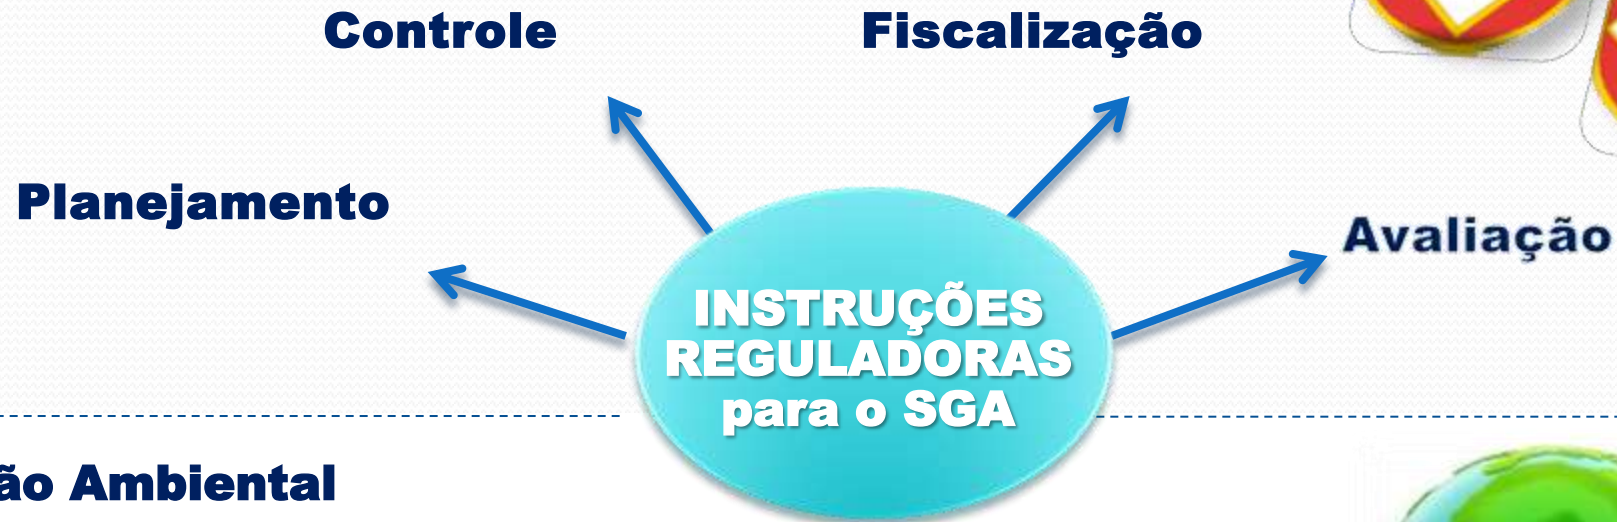 Controle
Fiscalização
Planejamento
Avaliação
INSTRUÇÕES
REGULADORAS
para o SGA
ão Ambiental